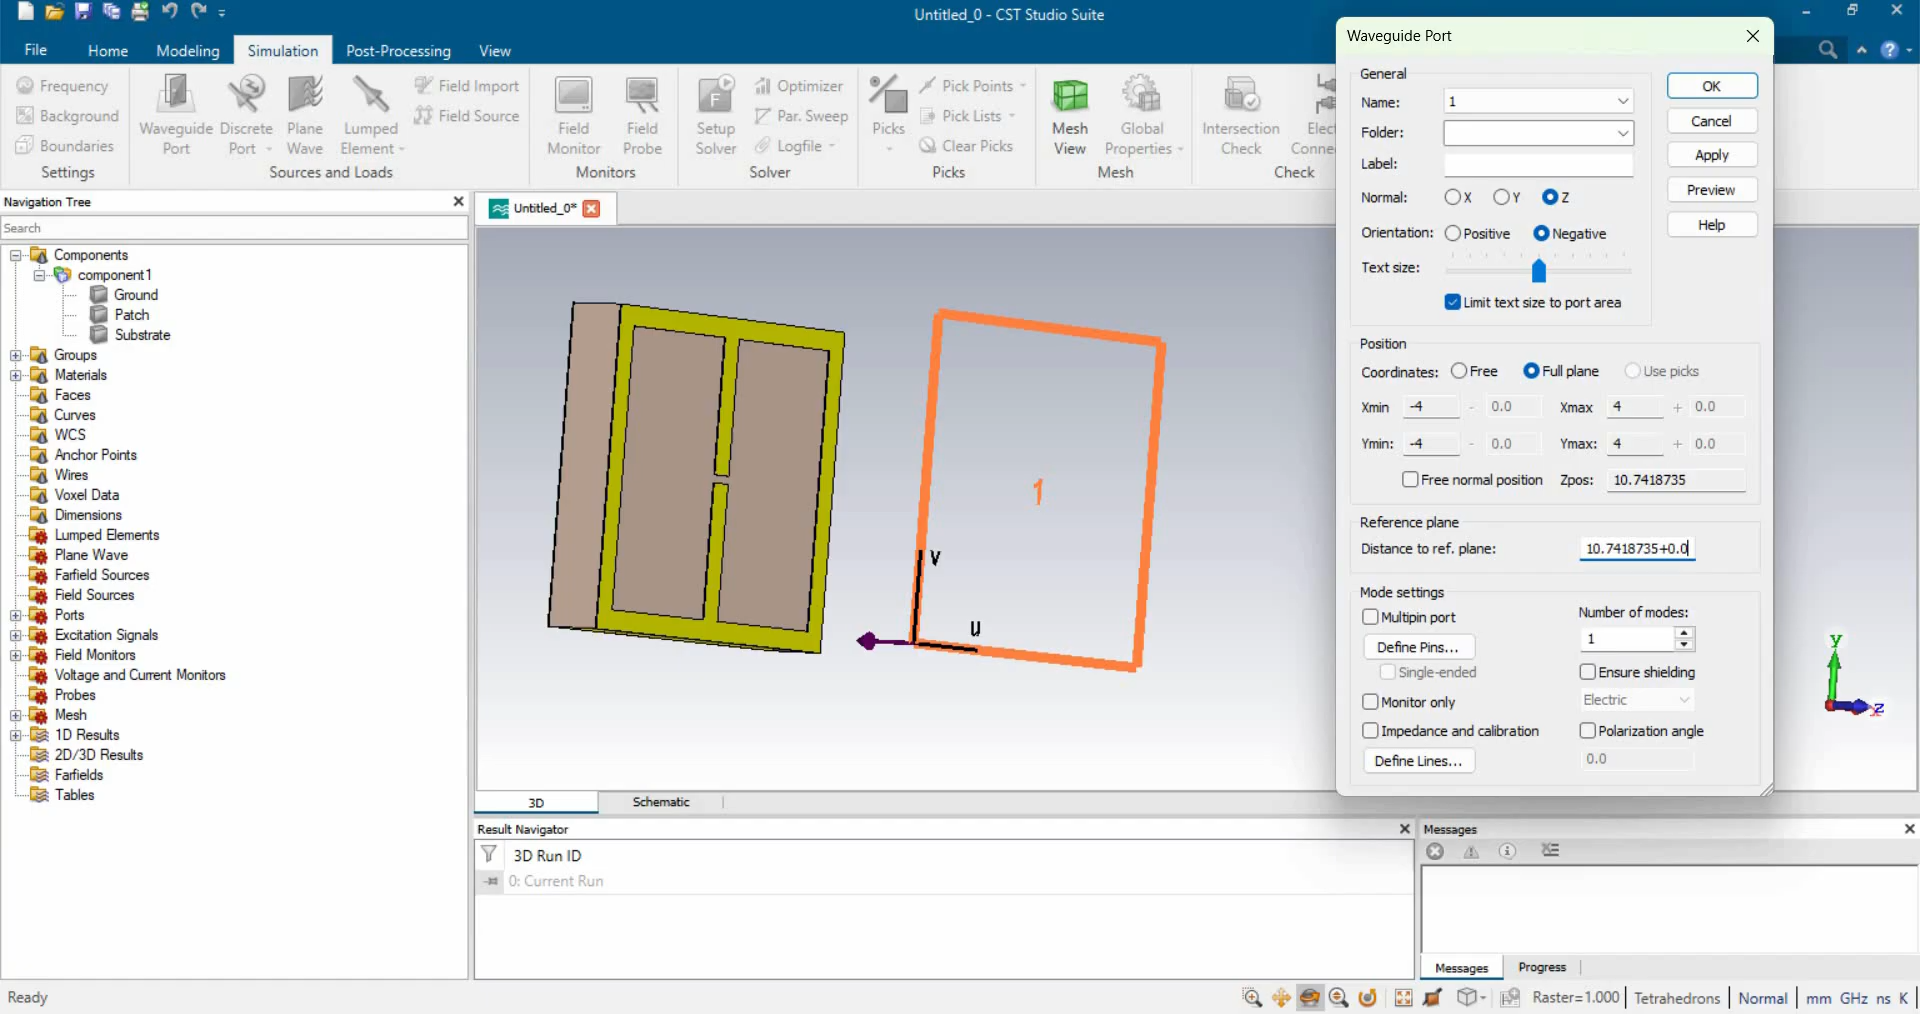 Untitled_0 - CST Studio Suite
File
Home
Modeling
Simulation
Post-Processing
View
Frequency
Background
Boundaries
Settings
Waveguide Port
Discrete Port
Plane Wave
Lumped Element
Field Import
Field Source
Sources and Loads
Field Monitor
Field Probe
Monitors
Setup Solver
Optimizer
Par. Sweep
Logfile
Solver
Picks
Pick Points
Pick Lists
Clear Picks
Picks
Mesh View
Global Properties
Mesh
Intersection Check
Elect
Conne
Check
Navigation Tree
Search
Components
component1
Ground
Patch
Substrate
Groups
Materials
Faces
Curves
WCS
Anchor Points
Wires
Voxel Data
Dimensions
Lumped Elements
Plane Wave
Farfield Sources
Field Sources
Ports
Excitation Signals
Field Monitors
Voltage and Current Monitors
Probes
Mesh
1D Results
2D/3D Results
Farfields
Tables
Untitled_0*
1
v
u
y
z
3D
Schematic
Result Navigator
3D Run ID
0: Current Run
Waveguide Port
General
Name: 1
Folder:
Label:
Normal: X Y Z
Orientation: Positive Negative
Text size:
Limit text size to port area
OK
Cancel
Apply
Preview
Help
Position
Coordinates: Free Full plane Use picks
Xmin -4 - 0.0 Xmax 4 + 0.0
Ymin: -4 - 0.0 Ymax: 4 + 0.0
Free normal position Zpos: 10.7418735
Reference plane
Distance to ref. plane: 10.7418735+0.0
Mode settings
Multipin port
Number of modes:
Define Pins...
1
Single-ended
Ensure shielding
Monitor only
Electric
Impedance and calibration
Polarization angle
Define Lines...
0.0
Messages
Messages
Progress
Ready
Raster=1.000
Tetrahedrons
Normal
mm GHz ns K